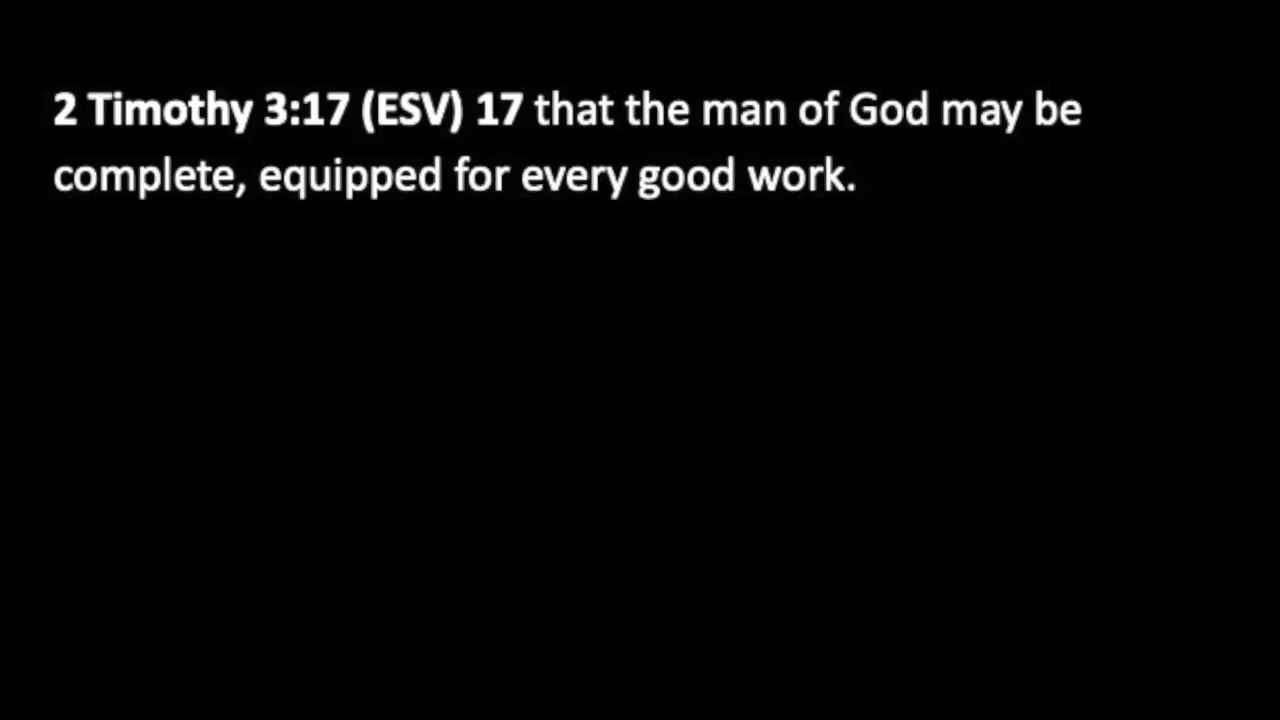 2 Timothy 3:17 (ESV) 17 that the man of God may be
complete, equipped for every good work.